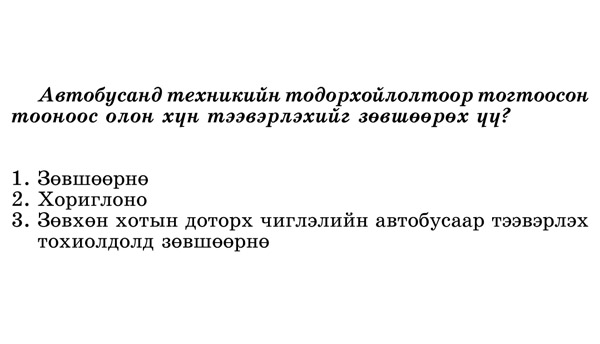 Автобусанд техникийн тодорхойлолтоор тогтоосон
тооноос олон хүн тээвэрлэхийг зөвшөөрөх үү?
1. Зөвшөөрнө
2. Хориглоно
3. Зөвхөн хотын доторх чиглэлийн автобусаар тээвэрлэх
тохиолдолд зөвшөөрнө